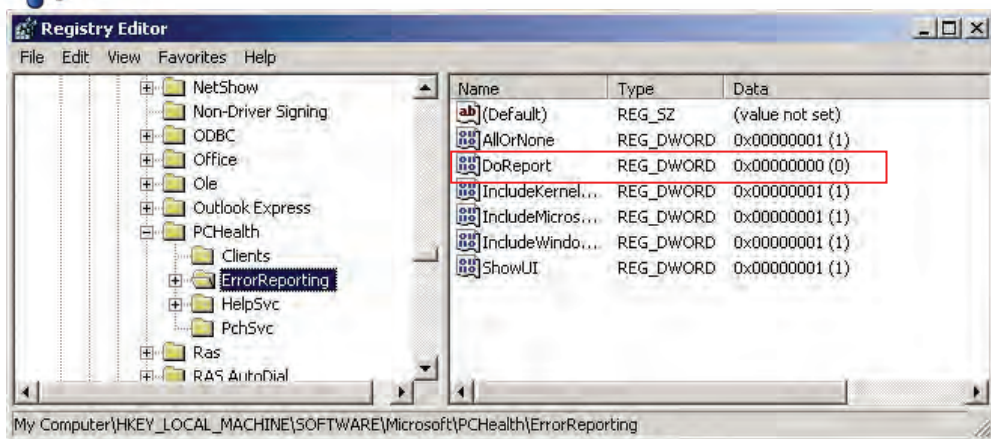 Registry Editor
File Edit View Favorites Help
NetShow
Non-Driver Signing
ODBC
Office
Ole
Outlook Express
PCHealth
Clients
ErrorReporting
HelpSvc
PchSvc
Ras
RAS AutoDial
Name Type Data
(Default) REG_SZ (value not set)
AllOrNone REG_DWORD 0x00000001 (1)
DoReport REG_DWORD 0x00000000 (0)
IncludeKernel... REG_DWORD 0x00000001 (1)
IncludeMicros... REG_DWORD 0x00000001 (1)
IncludeWindo... REG_DWORD 0x00000001 (1)
ShowUI REG_DWORD 0x00000001 (1)
My Computer\HKEY_LOCAL_MACHINE\SOFTWARE\Microsoft\PCHealth\ErrorReporting